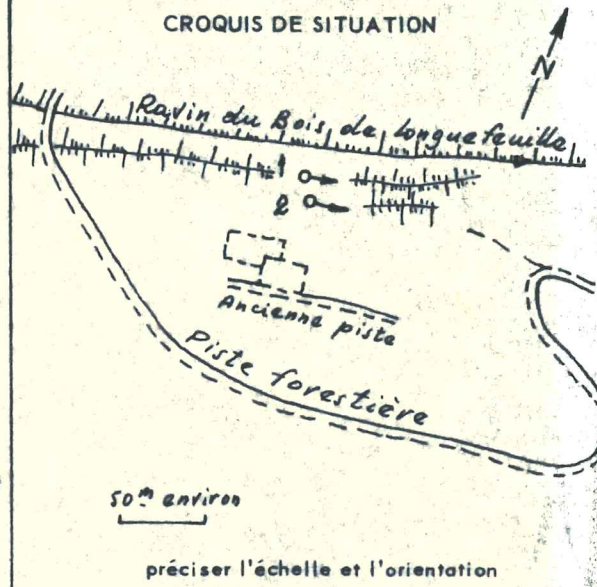 CROQUIS DE SITUATION
N
Ravin du Bois de Longuefeuille
1
2
Ancienne piste
Piste forestière
50m environ
préciser l'échelle et l'orientation